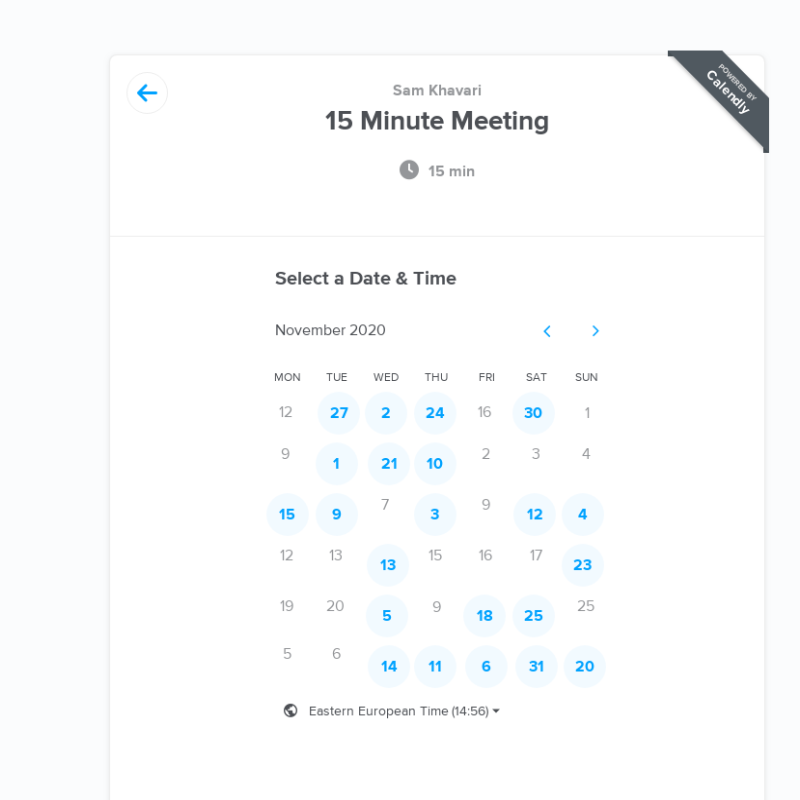 POWERED BY
Calendly
Sam Khavari
15 Minute Meeting
15 min
Select a Date & Time
November 2020
MON TUE WED THU FRI SAT SUN
12 27 2 24 16 30 1
9 1 21 10 2 3 4
15 9 7 3 9 12 4
12 13 13 15 16 17 23
19 20 5 9 18 25 25
5 6 14 11 6 31 20
Eastern European Time (14:56)